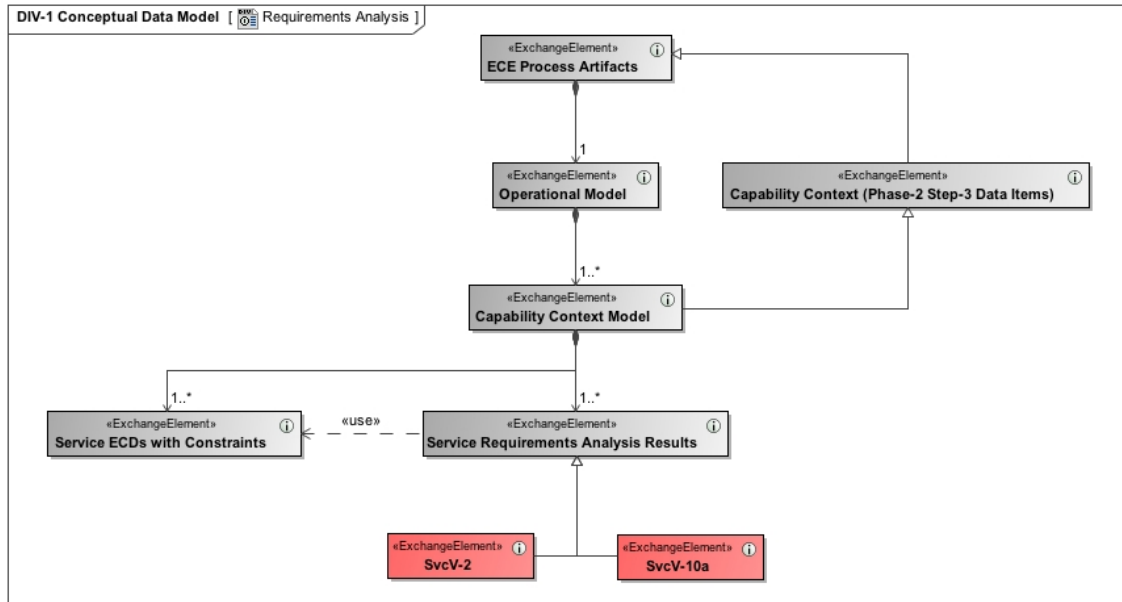 DIV-1 Conceptual Data Model [ DIV-1 Requirements Analysis ]
«ExchangeElement»
ECE Process Artifacts
1
«ExchangeElement»
Operational Model
«ExchangeElement»
Capability Context (Phase-2 Step-3 Data Items)
1..*
«ExchangeElement»
Capability Context Model
1..*
1..*
«ExchangeElement»
Service ECDs with Constraints
«use»
«ExchangeElement»
Service Requirements Analysis Results
«ExchangeElement»
SvcV-2
«ExchangeElement»
SvcV-10a